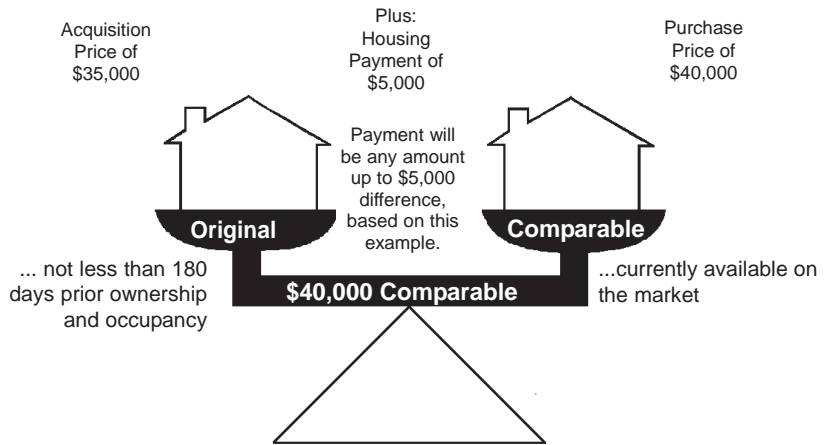 Acquisition
Price of
$35,000
Plus:
Housing
Payment of
$5,000
Purchase
Price of
$40,000
Payment will
be any amount
up to $5,000
difference,
based on this
example.
Original
Comparable
... not less than 180
days prior ownership
and occupancy
$40,000 Comparable
...currently available on
the market